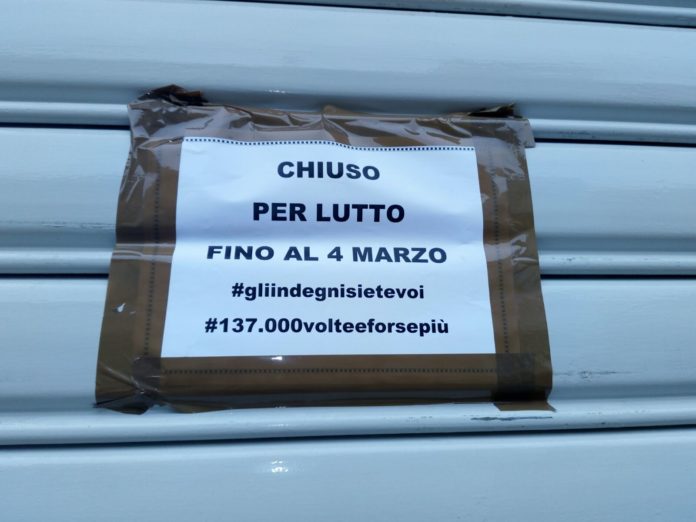 CHIUSO
PER LUTTO
FINO AL 4 MARZO
#gliindegnisietevoi
#137.000volteeforsepiù